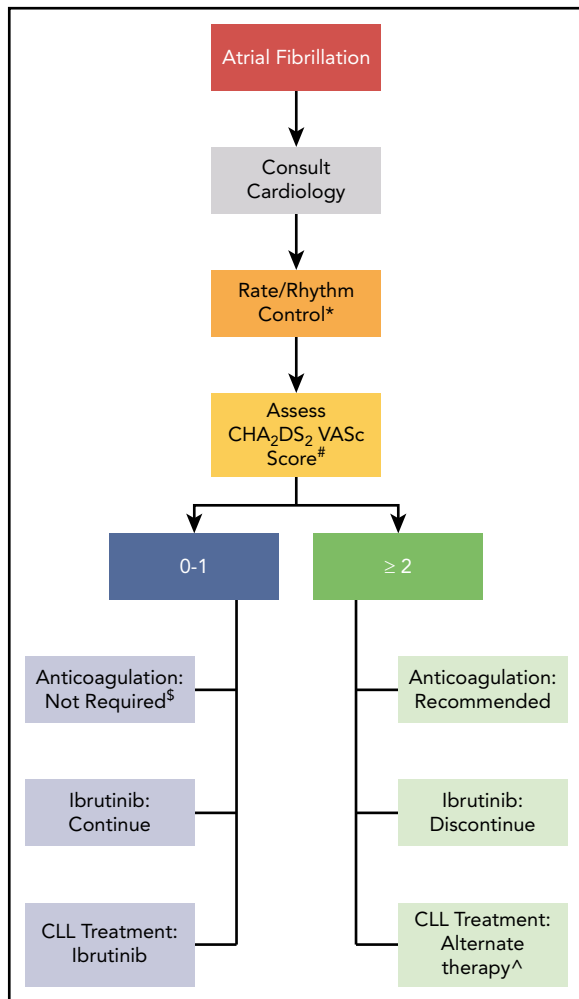 Atrial Fibrillation
Consult
Cardiology
Rate/Rhythm
Control*
Assess
CHA₂DS₂ VASc
Score#
0-1
≥ 2
Anticoagulation:
Not Required$
Anticoagulation:
Recommended
Ibrutinib:
Continue
Ibrutinib:
Discontinue
CLL Treatment:
Ibrutinib
CLL Treatment:
Alternate
therapy^